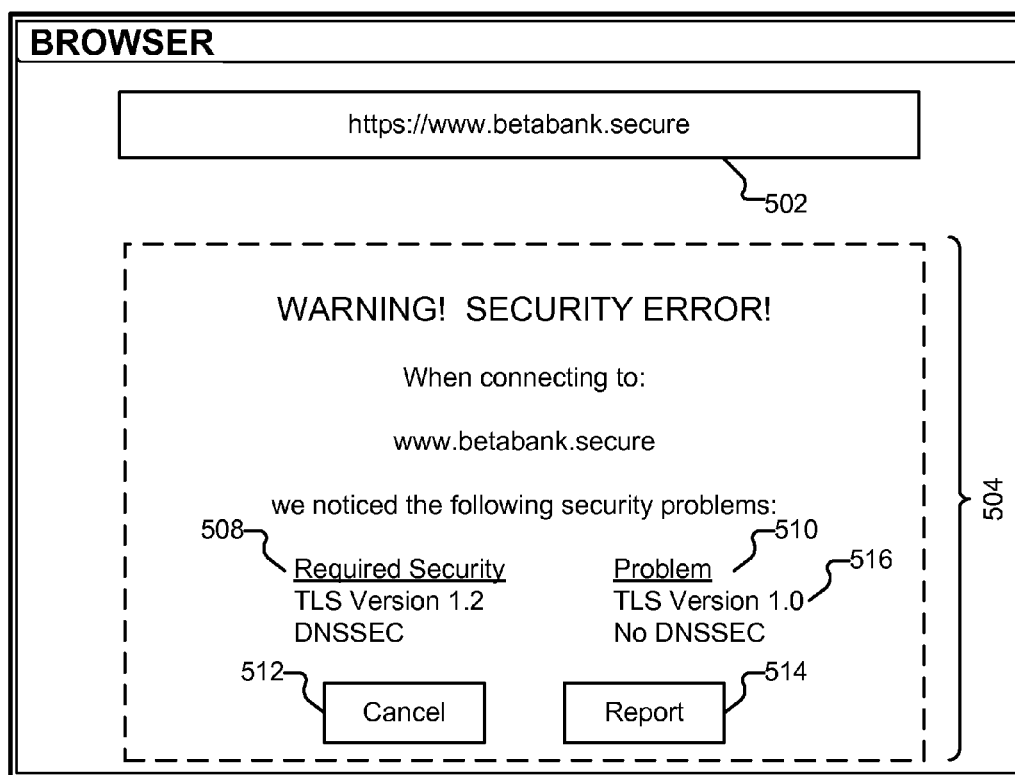 BROWSER
https://www.betabank.secure
502
WARNING!  SECURITY ERROR!
When connecting to:
www.betabank.secure
we noticed the following security problems:
508
510
516
504
Required Security
Problem
TLS Version 1.2
TLS Version 1.0
DNSSEC
No DNSSEC
512
514
Cancel
Report